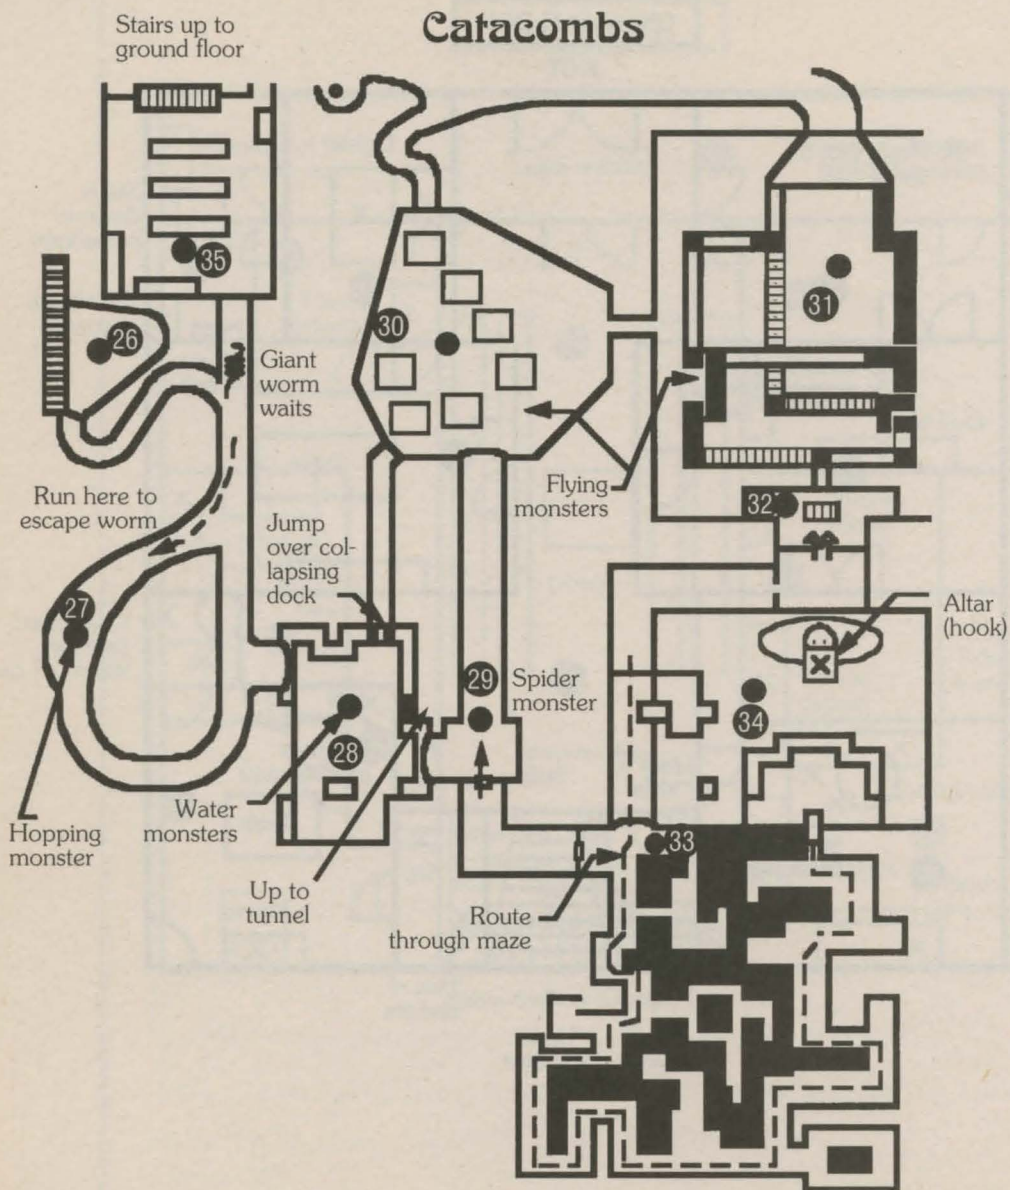 Catacombs
Stairs up to
ground floor
35
26
30
31
Giant
worm
waits
Run here to
escape worm
Flying
monsters
32
Jump
over col-
lapsing
dock
27
Altar
(hook)
29
Spider
monster
34
28
Water
monsters
Hopping
monster
33
Up to
tunnel
Route
through maze